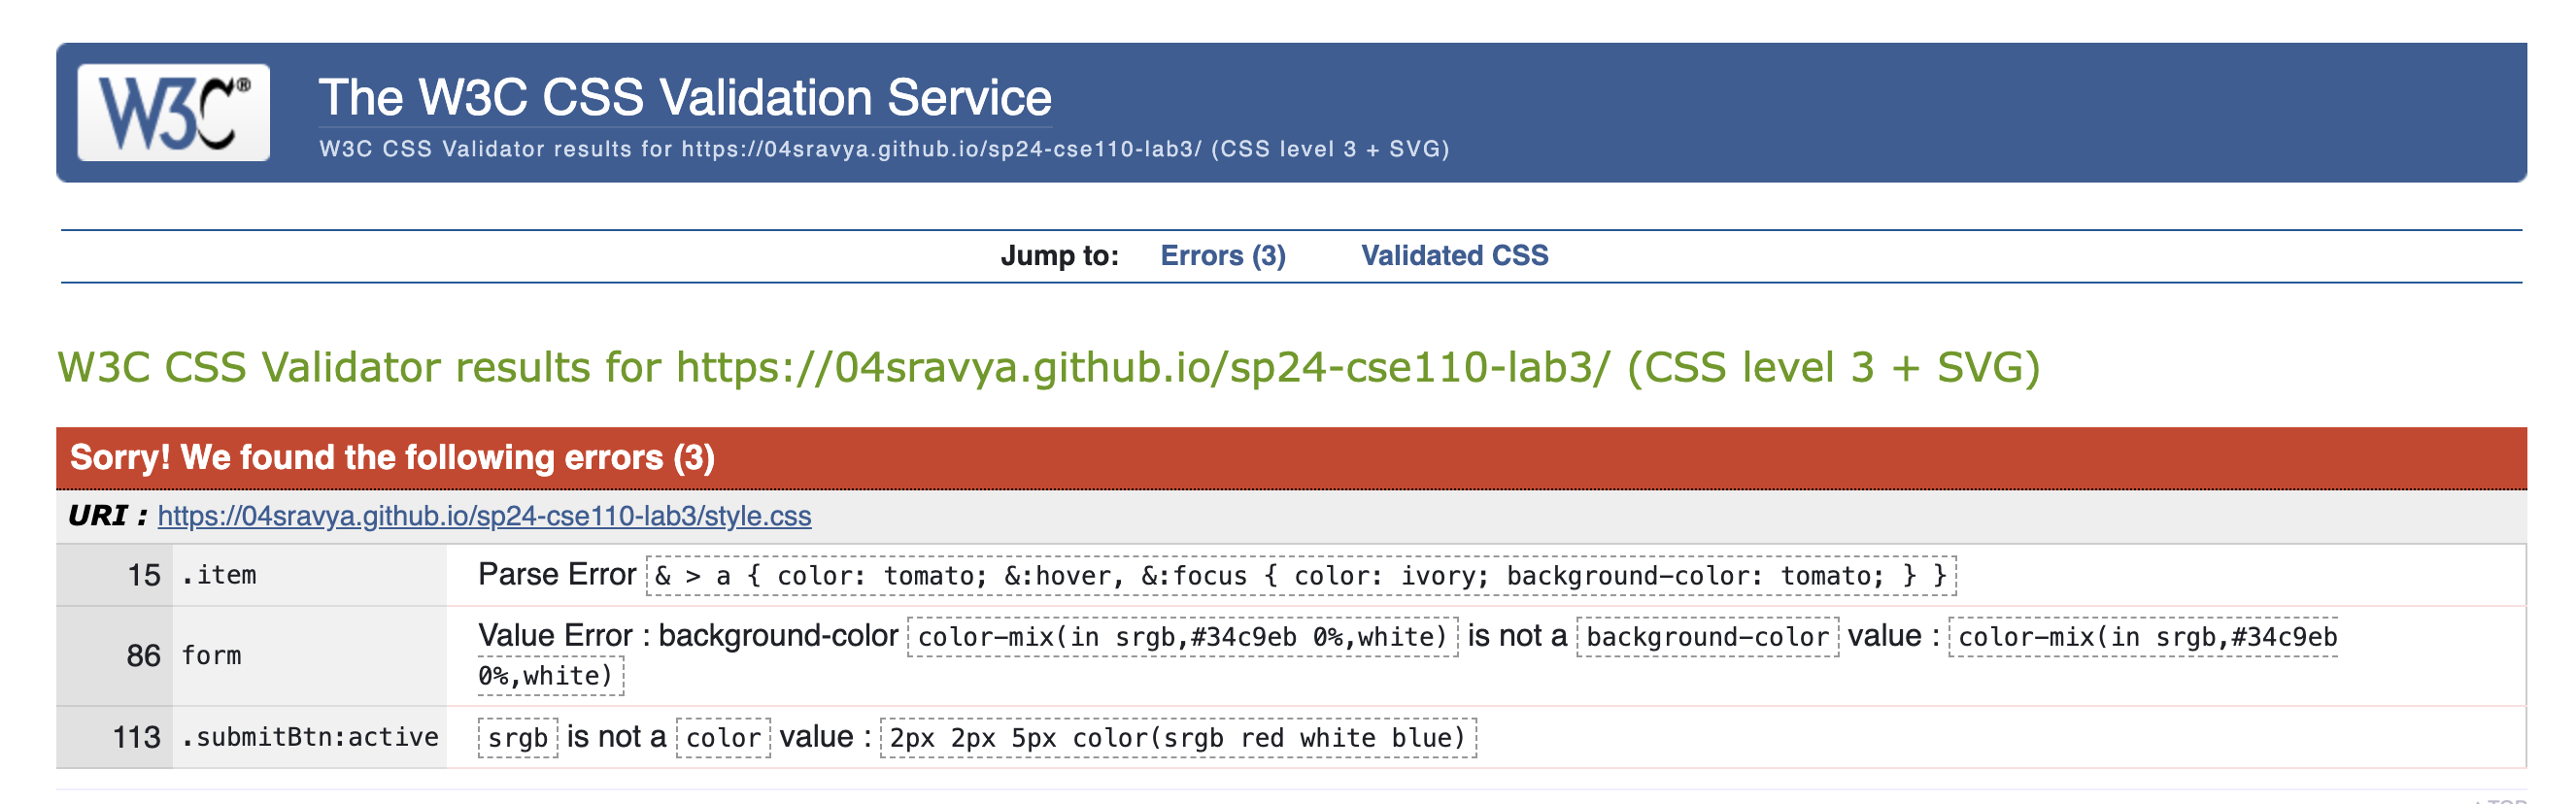 W3C®
The W3C CSS Validation Service
W3C CSS Validator results for https://04sravya.github.io/sp24-cse110-lab3/ (CSS level 3 + SVG)
Jump to: Errors (3) Validated CSS
W3C CSS Validator results for https://04sravya.github.io/sp24-cse110-lab3/ (CSS level 3 + SVG)
Sorry! We found the following errors (3)
URI : https://04sravya.github.io/sp24-cse110-lab3/style.css
15 .item Parse Error & > a { color: tomato; &:hover, &:focus { color: ivory; background-color: tomato; } }
86 form Value Error : background-color color-mix(in srgb,#34c9eb 0%,white) is not a background-color value : color-mix(in srgb,#34c9eb
0%,white)
113 .submitBtn:active srgb is not a color value : 2px 2px 5px color(srgb red white blue)